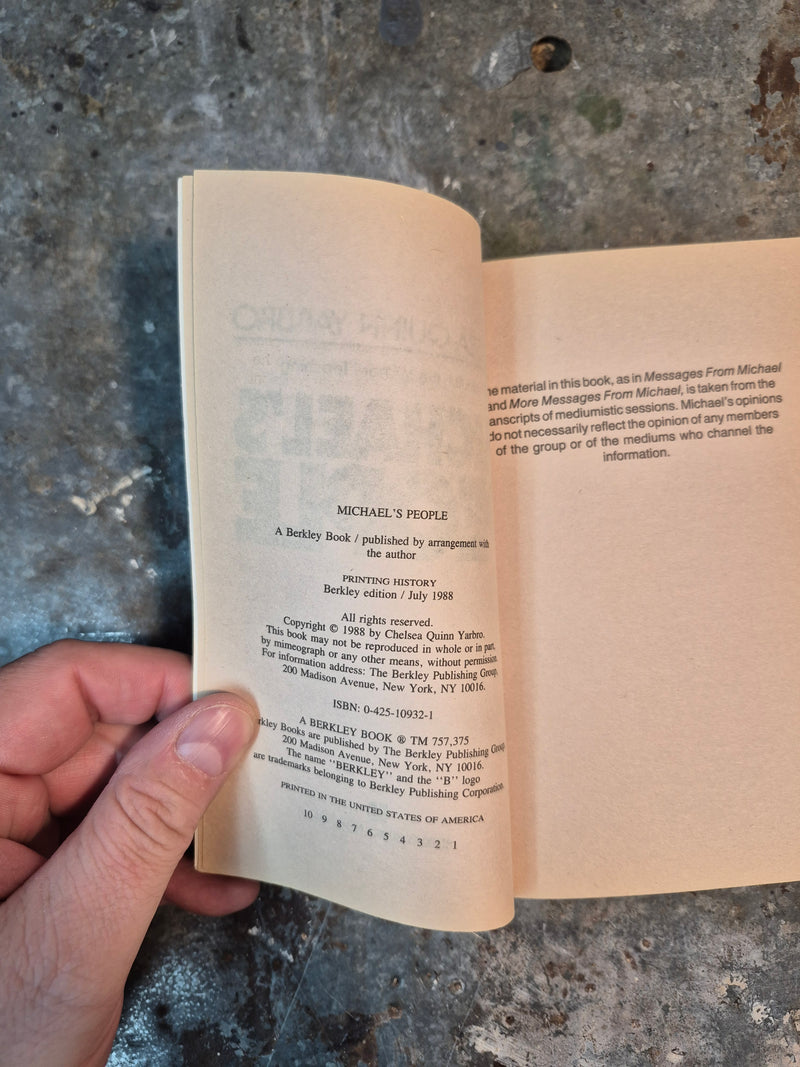 MICHAEL'S PEOPLE
A Berkley Book / published by arrangement with
the author
PRINTING HISTORY
Berkley edition / July 1988
All rights reserved.
Copyright © 1988 by Chelsea Quinn Yarbro.
This book may not be reproduced in whole or in part,
by mimeograph or any other means, without permission.
For information address: The Berkley Publishing Group,
200 Madison Avenue, New York, NY 10016.
ISBN: 0-425-10932-1
A BERKLEY BOOK ® TM 757,375
rkley Books are published by The Berkley Publishing Group
200 Madison Avenue, New York, NY 10016.
The name "BERKLEY" and the "B" logo
are trademarks belonging to Berkley Publishing Corporation.
PRINTED IN THE UNITED STATES OF AMERICA
10 9 8 7 6 5 4 3 2 1
he material in this book, as in Messages From Michael
and More Messages From Michael, is taken from the
anscripts of mediumistic sessions. Michael's opinions
do not necessarily reflect the opinion of any members
of the group or of the mediums who channel the
information.